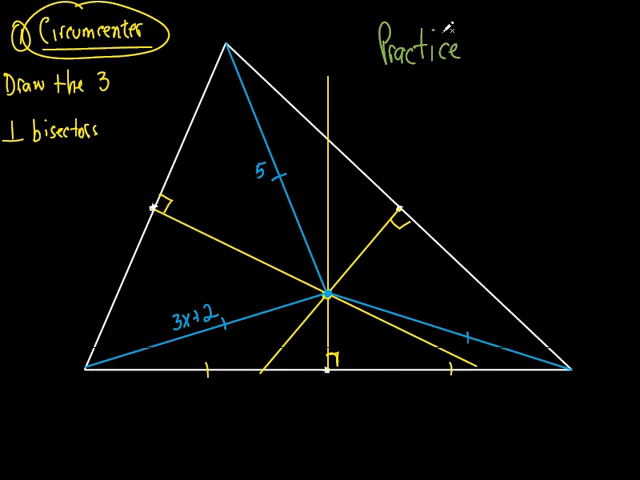 ① Circumcenter
Practice
Draw the 3
⊥ bisectors
5
3x+2